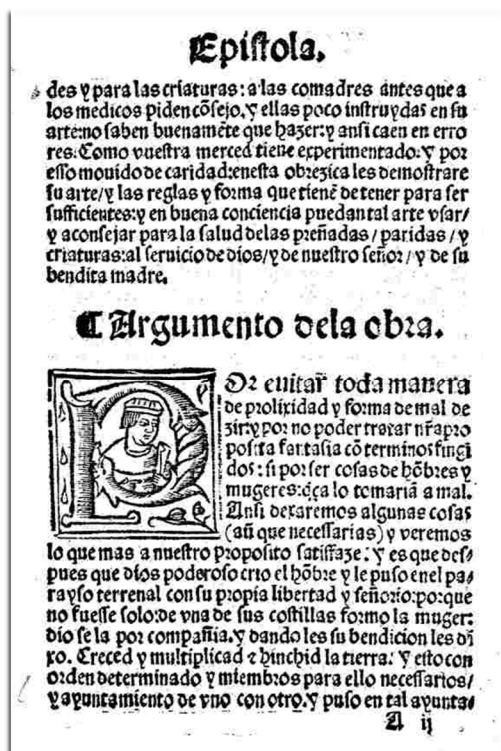 Epistola.
des y para las criaturas: a las comadres antes que a
los medicos piden cõsejo. y ellas poco instruydas en su
arte: no saben buenamẽte que hazer: y ansi caen en erro
res. Como vuestra merced tiene experimentado. Y por
esso mouido de caridad: enesta obrezica les demostrare
su arte / y las reglas y forma que tienẽ de tener para ser
sufficientes: y en buena conciencia puedan tal arte vsar /
y aconsejar para la salud delas preñadas / paridas / y
criaturas: al seruicio de dios / y de nuestro señor / y de su
bendita madre.
¶ Argumento dela obra.
POr euitar toda manera
de prolixidad y forma de mal de
zir: y por no poder tratar nr̃a pro
posita fantasia cõ terminos fingi
dos: si por ser cosas de hõbres y
mugeres: q̃ça lo tomariã a mal.
Ansi dexaremos algunas cosas
(aũ que necessarias) y veremos
lo que mas a nuestro proposito satisfaze: Y es que des
pues que dios poderoso crio el hõbre y le puso enel pa
rayso terrenal con su propia libertad y señorio: porque
no fuesse solo: de vna de sus costillas formo la muger:
dio se la por compañia. y dando les su bendicion les di
xo. Creced y multiplicad ⁊ hinchid la tierra: Y esto con
orden determinado y miembros para ello necessarios /
y ayuntamiento de vno con otro. y puso en tal ayunta
A ij